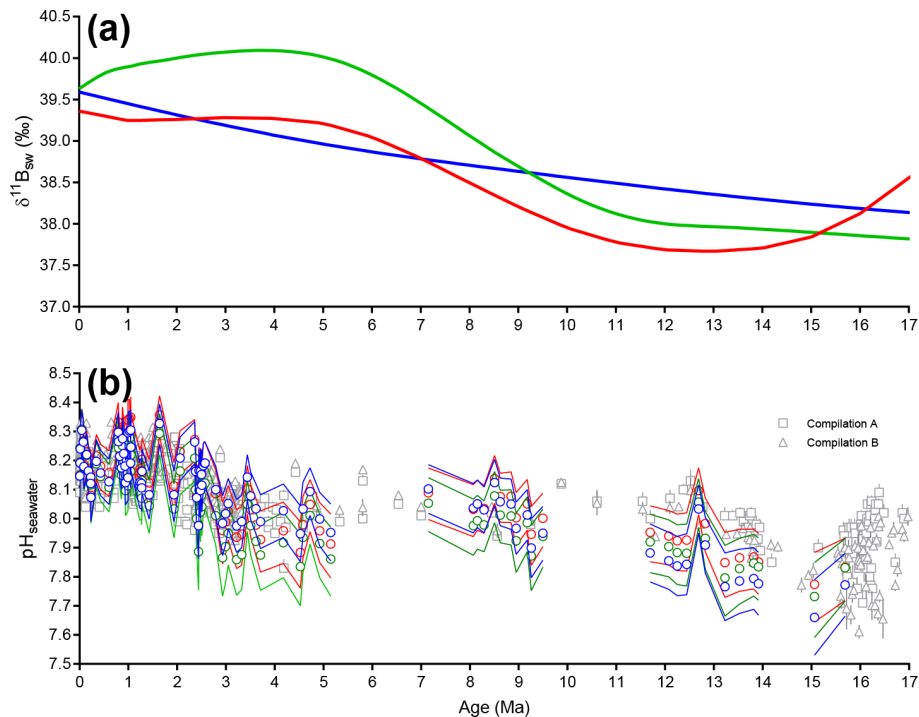 (a)
δ¹¹B_SW (‰)
40.5
40.0
39.5
39.0
38.5
38.0
37.5
37.0
0 1 2 3 4 5 6 7 8 9 10 11 12 13 14 15 16 17
(b)
pH_seawater
8.5
8.4
8.3
8.2
8.1
8.0
7.9
7.8
7.7
7.6
7.5
Compilation A
Compilation B
0 1 2 3 4 5 6 7 8 9 10 11 12 13 14 15 16 17
Age (Ma)